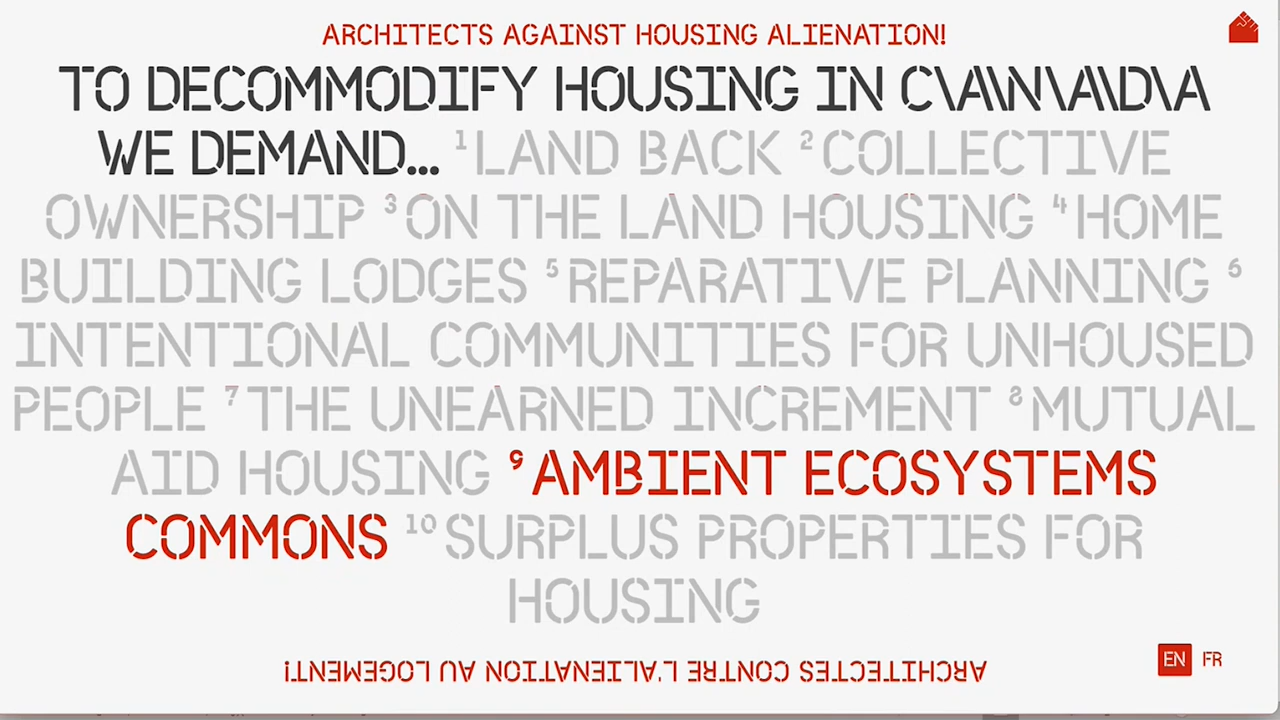 ARCHITECTS AGAINST HOUSING ALIENATION!
TO DECOMMODIFY HOUSING IN C\A\N\A\D\A
WE DEMAND... ¹LAND BACK ²COLLECTIVE
OWNERSHIP ³ON THE LAND HOUSING ⁴HOME
BUILDING LODGES ⁵REPARATIVE PLANNING ⁶
INTENTIONAL COMMUNITIES FOR UNHOUSED
PEOPLE ⁷THE UNEARNED INCREMENT ⁸MUTUAL
AID HOUSING ⁹AMBIENT ECOSYSTEMS
COMMONS ¹⁰SURPLUS PROPERTIES FOR
HOUSING
EN FR
ARCHITECTES CONTRE L'ALIENATION AU LOGEMENT!